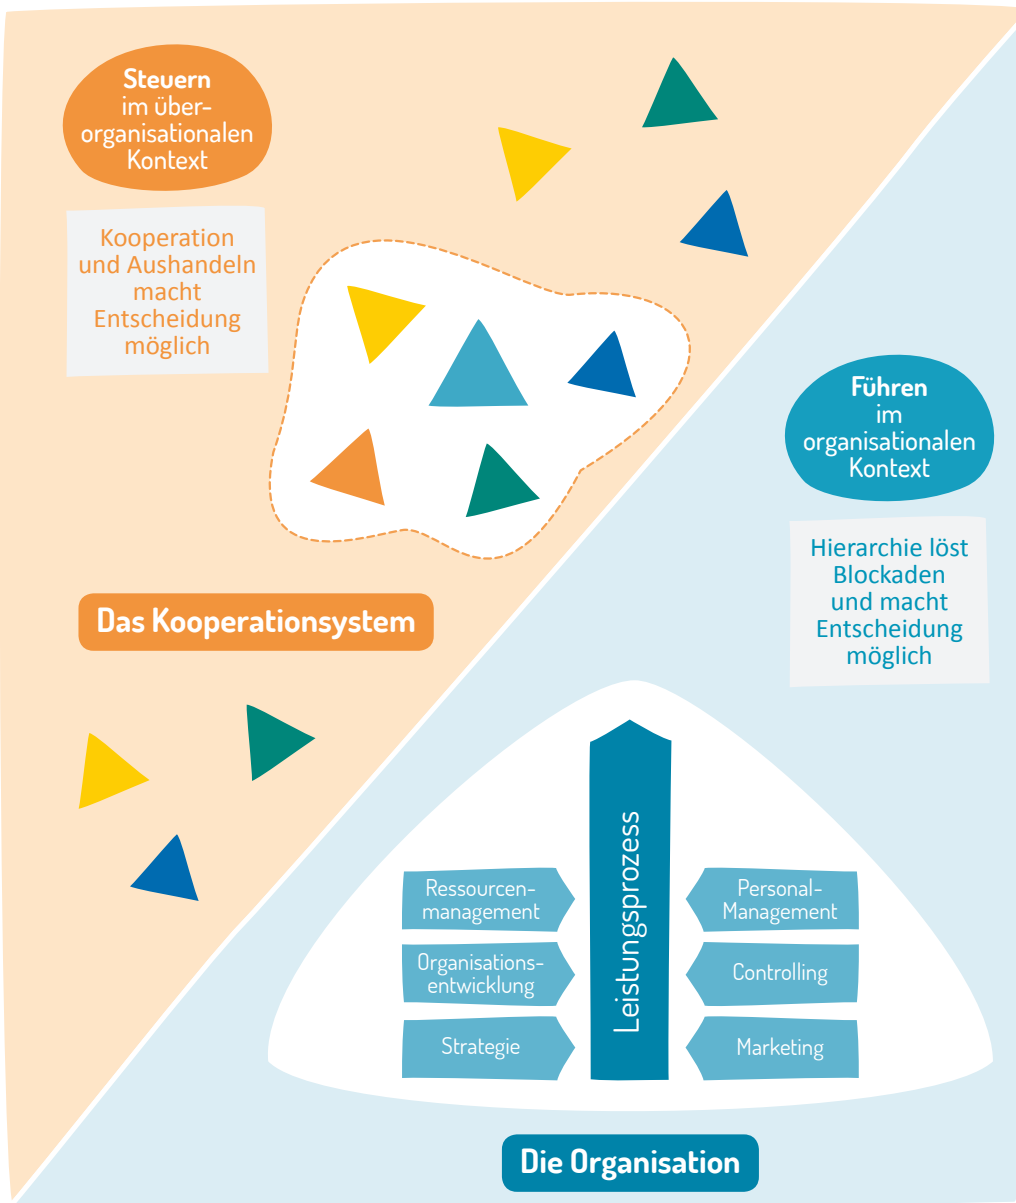 Steuern
im über-
organisationalen
Kontext
Kooperation
und Aushandeln
macht
Entscheidung
möglich
Das Kooperationsystem
Führen
im
organisationalen
Kontext
Hierarchie löst
Blockaden
und macht
Entscheidung
möglich
Leistungsprozess
Ressourcen-
management
Organisations-
entwicklung
Strategie
Personal-
Management
Controlling
Marketing
Die Organisation